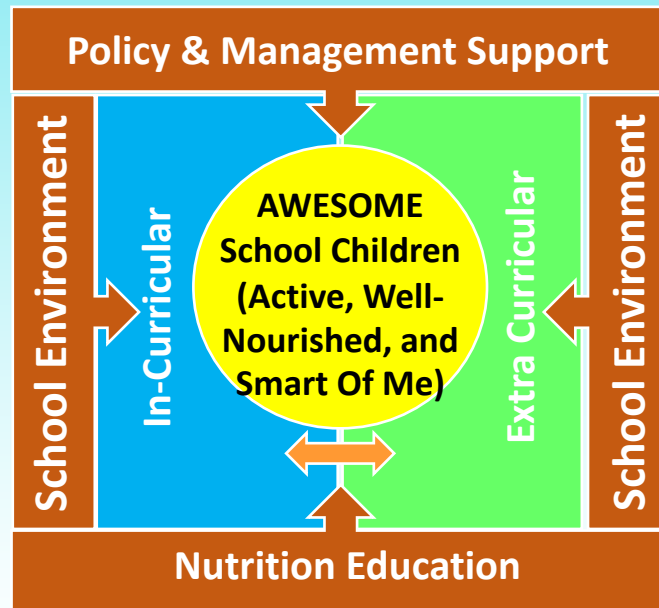 Policy & Management Support
School Environment
In-Curricular
AWESOME
School Children
(Active, Well-
Nourished, and
Smart Of Me)
Extra Curricular
School Environment
Nutrition Education